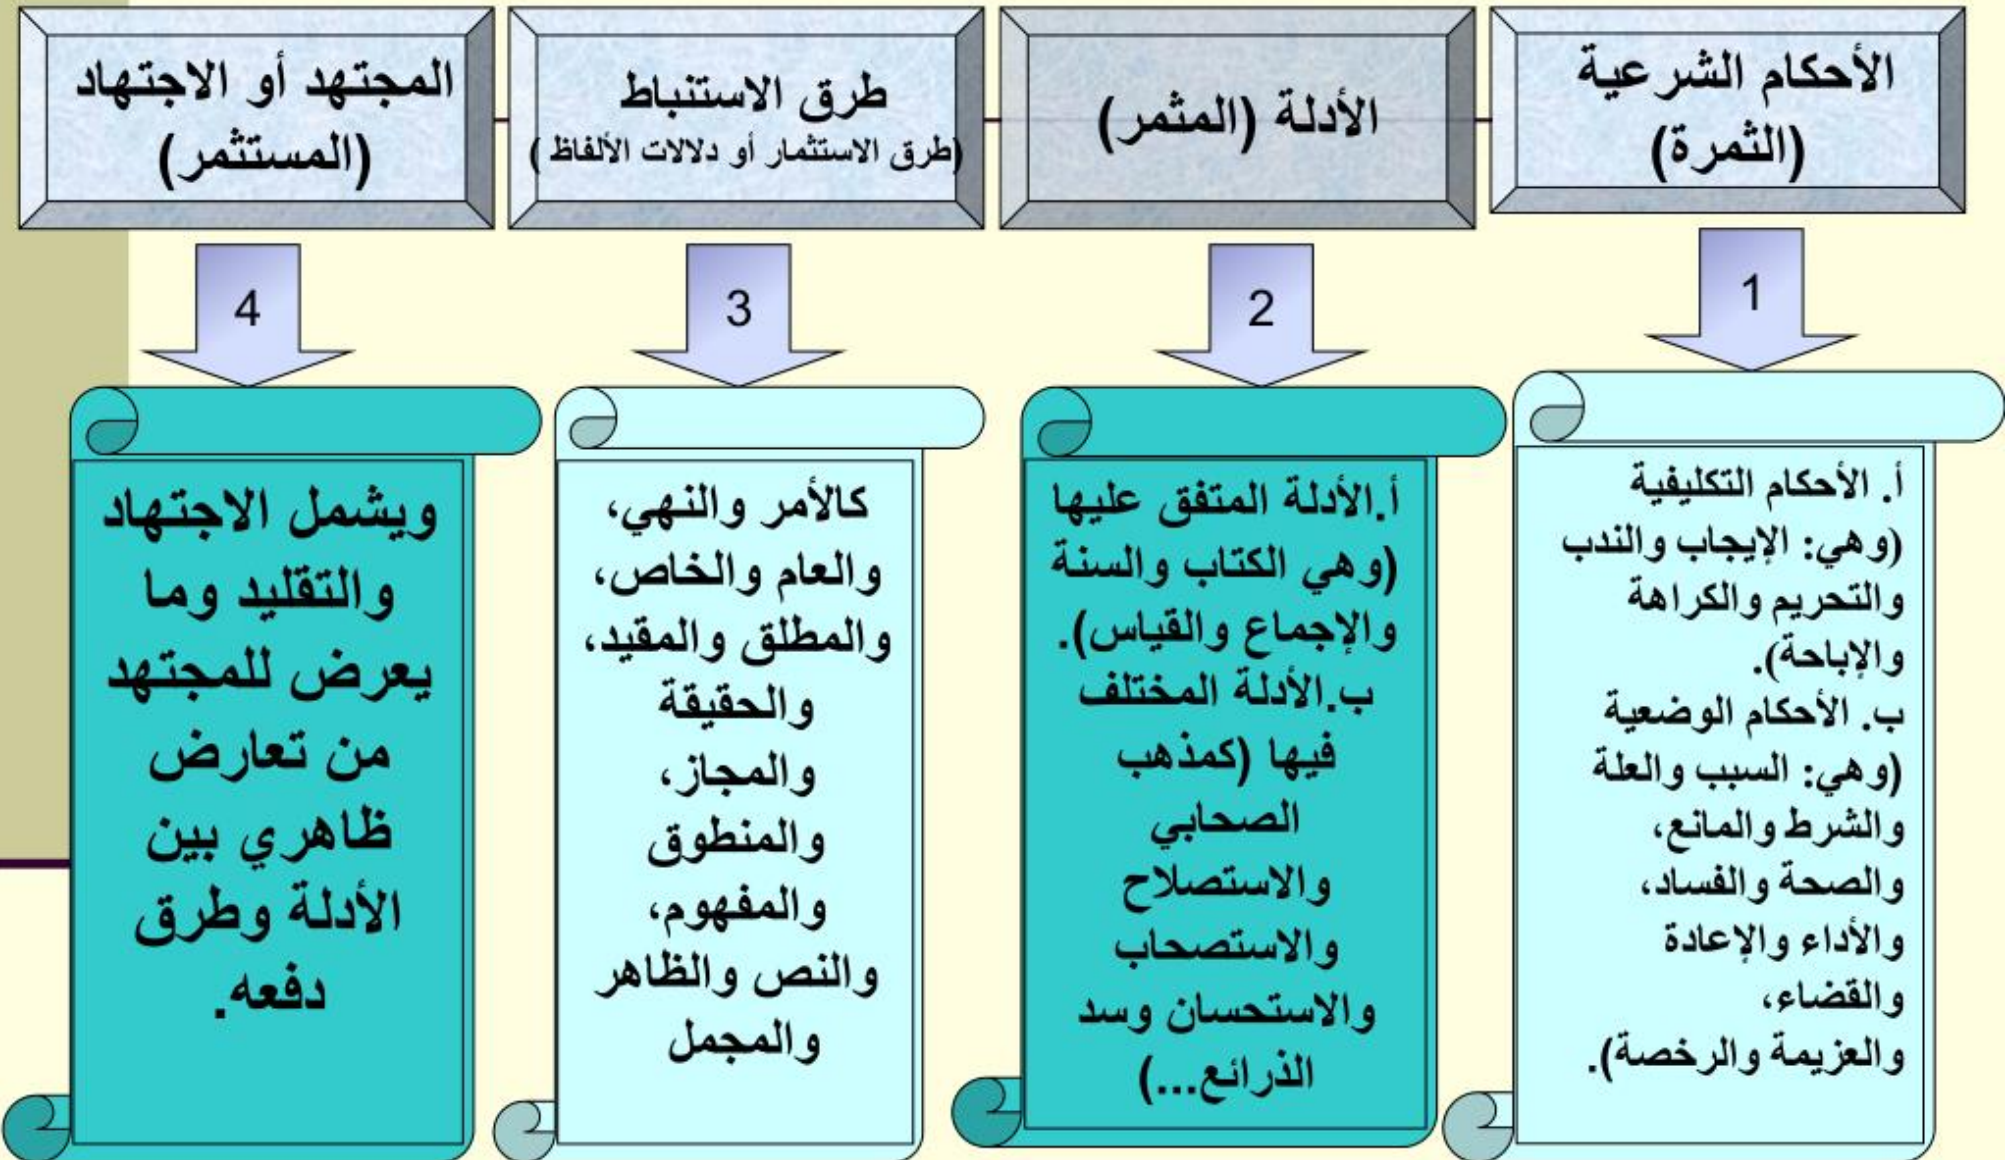 الأحكام الشرعية
(الثمرة)
1
أ. الأحكام التكليفية
(وهي: الإيجاب والندب
والتحريم والكراهة
والإباحة).
ب. الأحكام الوضعية
(وهي: السبب والعلة
والشرط والمانع،
والصحة والفساد،
والأداء والإعادة
والقضاء،
والعزيمة والرخصة).
الأدلة (المثمر)
2
أ.الأدلة المتفق عليها
(وهي الكتاب والسنة
والإجماع والقياس).
ب.الأدلة المختلف
فيها (كمذهب
الصحابي
والاستصلاح
والاستصحاب
والاستحسان وسد
الذرائع...)
طرق الاستنباط
(طرق الاستثمار أو دلالات الألفاظ )
3
كالأمر والنهي،
والعام والخاص،
والمطلق والمقيد،
والحقيقة
والمجاز،
والمنطوق
والمفهوم،
والنص والظاهر
والمجمل
المجتهد أو الاجتهاد
(المستثمر)
4
ويشمل الاجتهاد
والتقليد وما
يعرض للمجتهد
من تعارض
ظاهري بين
الأدلة وطرق
دفعه.